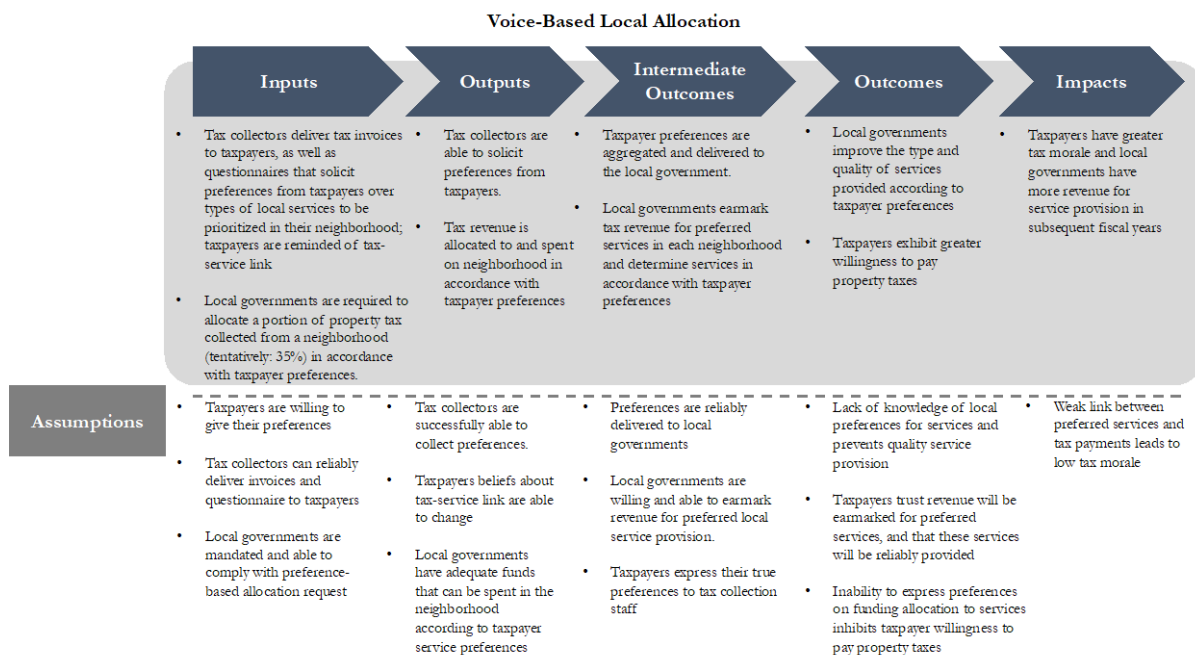 Voice-Based Local Allocation
Inputs
Outputs
Intermediate
Outcomes
Outcomes
Impacts
• Tax collectors deliver tax invoices
to taxpayers, as well as
questionnaires that solicit
preferences from taxpayers over
types of local services to be
prioritized in their neighborhood;
taxpayers are reminded of tax-
service link
• Local governments are required to
allocate a portion of property tax
collected from a neighborhood
(tentatively: 35%) in accordance
with taxpayer preferences.
• Tax collectors are
able to solicit
preferences from
taxpayers.
• Tax revenue is
allocated to and spent
on neighborhood in
accordance with
taxpayer preferences
• Taxpayer preferences are
aggregated and delivered to
the local government.
• Local governments earmark
tax revenue for preferred
services in each neighborhood
and determine services in
accordance with taxpayer
preferences
• Local governments
improve the type and
quality of services
provided according to
taxpayer preferences
• Taxpayers exhibit greater
willingness to pay
property taxes
• Taxpayers have greater
tax morale and local
governments have
more revenue for
service provision in
subsequent fiscal years
Assumptions
• Taxpayers are willing to
give their preferences
• Tax collectors can reliably
deliver invoices and
questionnaire to taxpayers
• Local governments are
mandated and able to
comply with preference-
based allocation request
• Tax collectors are
successfully able to
collect preferences.
• Taxpayers beliefs about
tax-service link are able
to change
• Local governments
have adequate funds
that can be spent in the
neighborhood
according to taxpayer
service preferences
• Preferences are reliably
delivered to local
governments
• Local governments are
willing and able to earmark
revenue for preferred local
service provision.
• Taxpayers express their true
preferences to tax collection
staff
• Lack of knowledge of local
preferences for services and
prevents quality service
provision
• Taxpayers trust revenue will be
earmarked for preferred
services, and that these services
will be reliably provided
• Inability to express preferences
on funding allocation to services
inhibits taxpayer willingness to
pay property taxes
• Weak link between
preferred services and
tax payments leads to
low tax morale